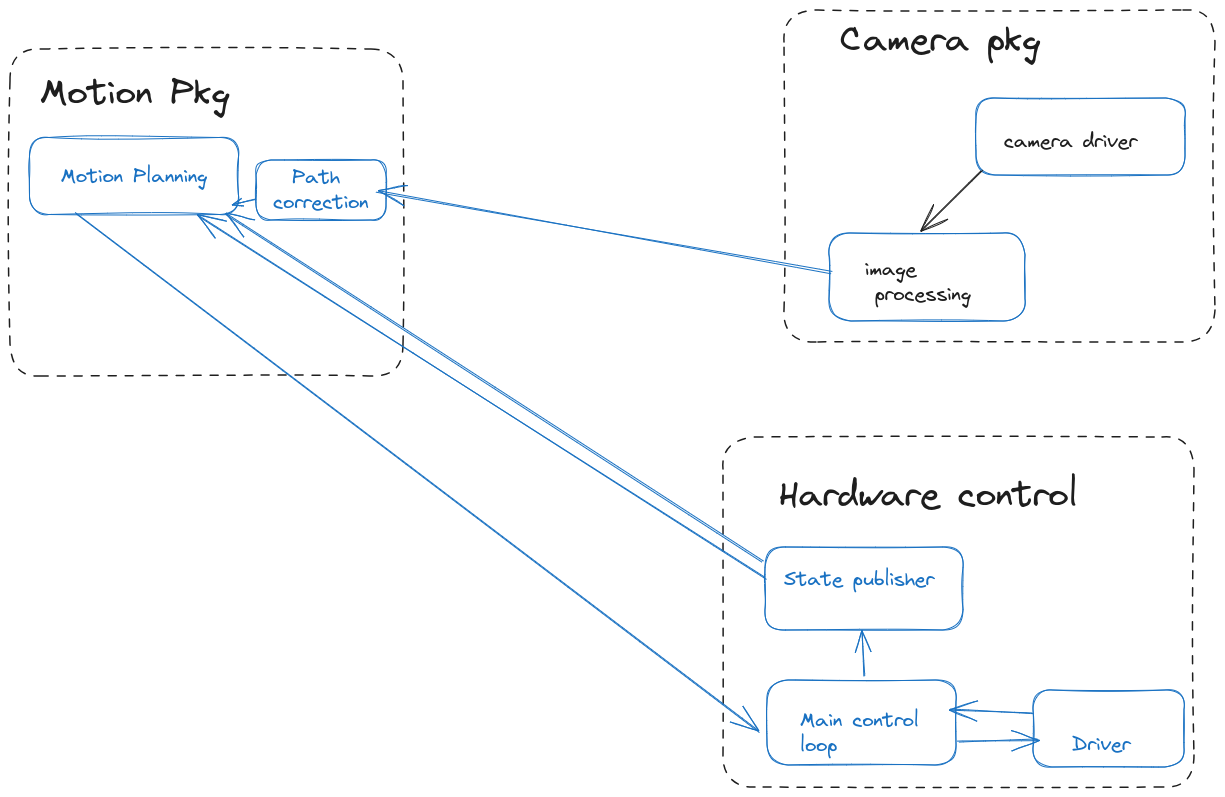 Camera pkg
Motion Pkg
camera driver
Motion Planning
Path
correction
image
processing
Hardware control
State publisher
Main control
loop
Driver